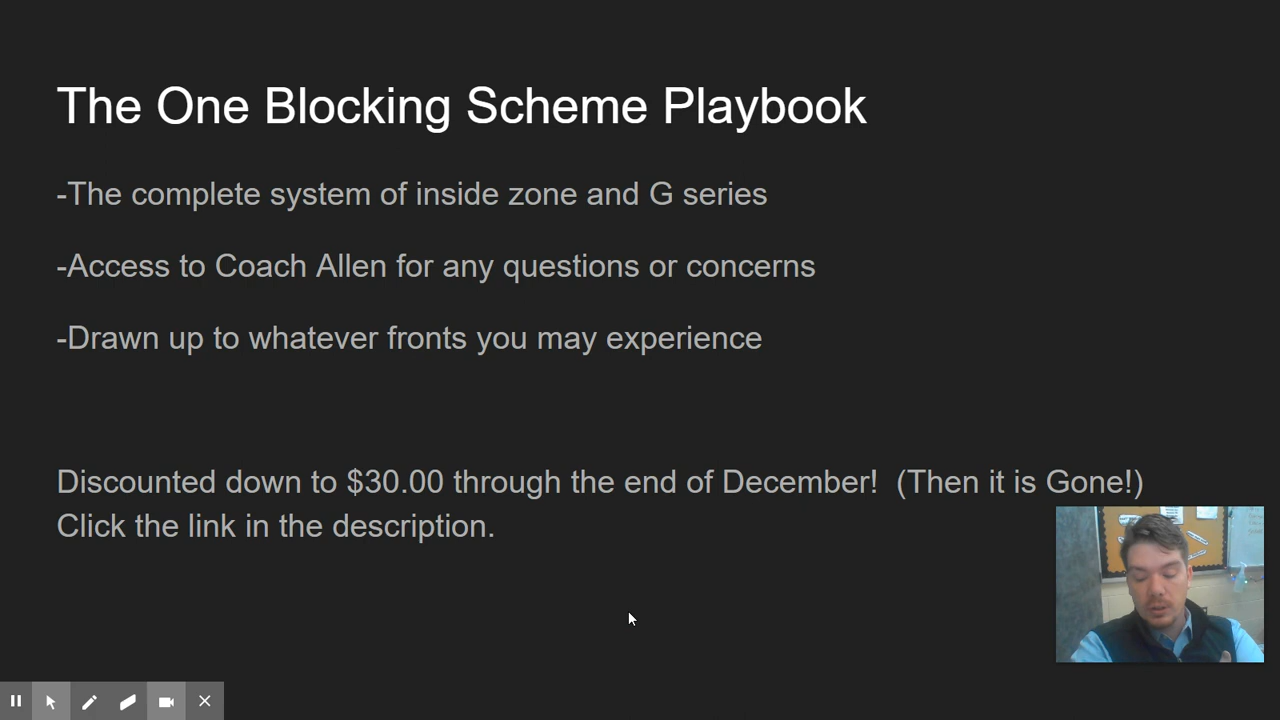 The One Blocking Scheme Playbook
-The complete system of inside zone and G series
-Access to Coach Allen for any questions or concerns
-Drawn up to whatever fronts you may experience
Discounted down to $30.00 through the end of December!  (Then it is Gone!)
Click the link in the description.